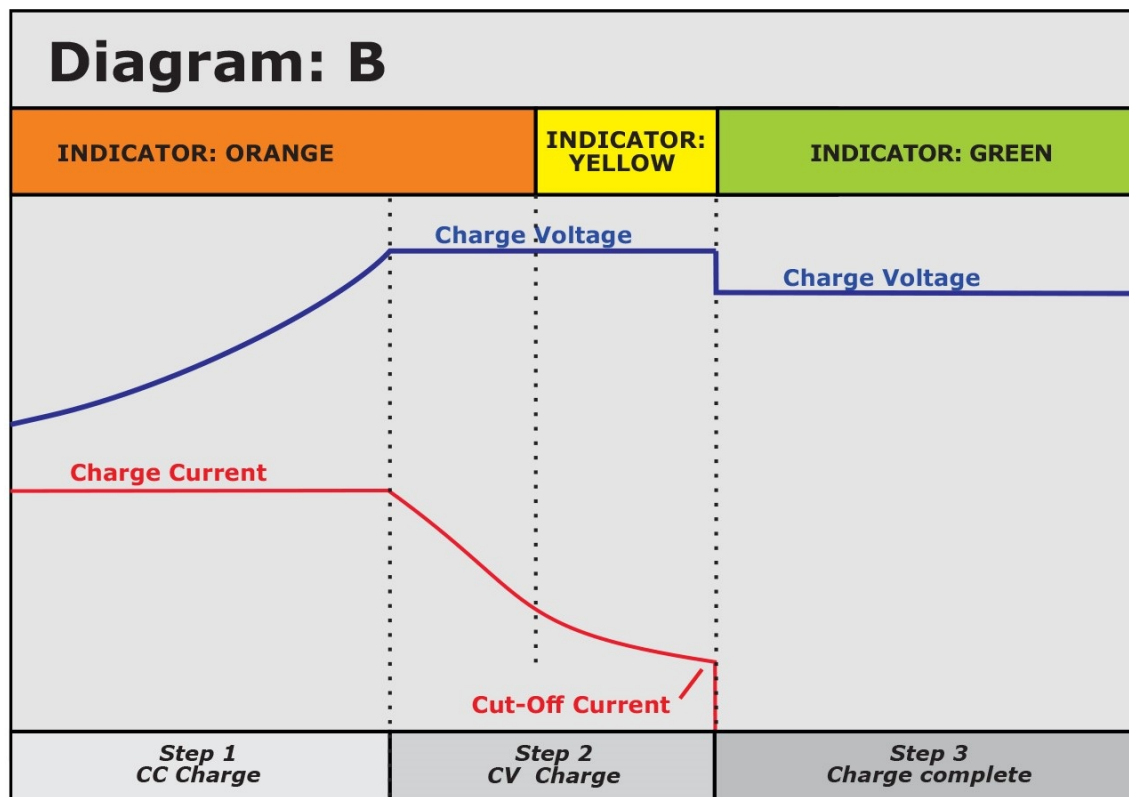 Diagram: B
INDICATOR: ORANGE
INDICATOR:
YELLOW
INDICATOR: GREEN
Charge Voltage
Charge Voltage
Charge Current
Cut-Off Current
Step 1
CC Charge
Step 2
CV Charge
Step 3
Charge complete